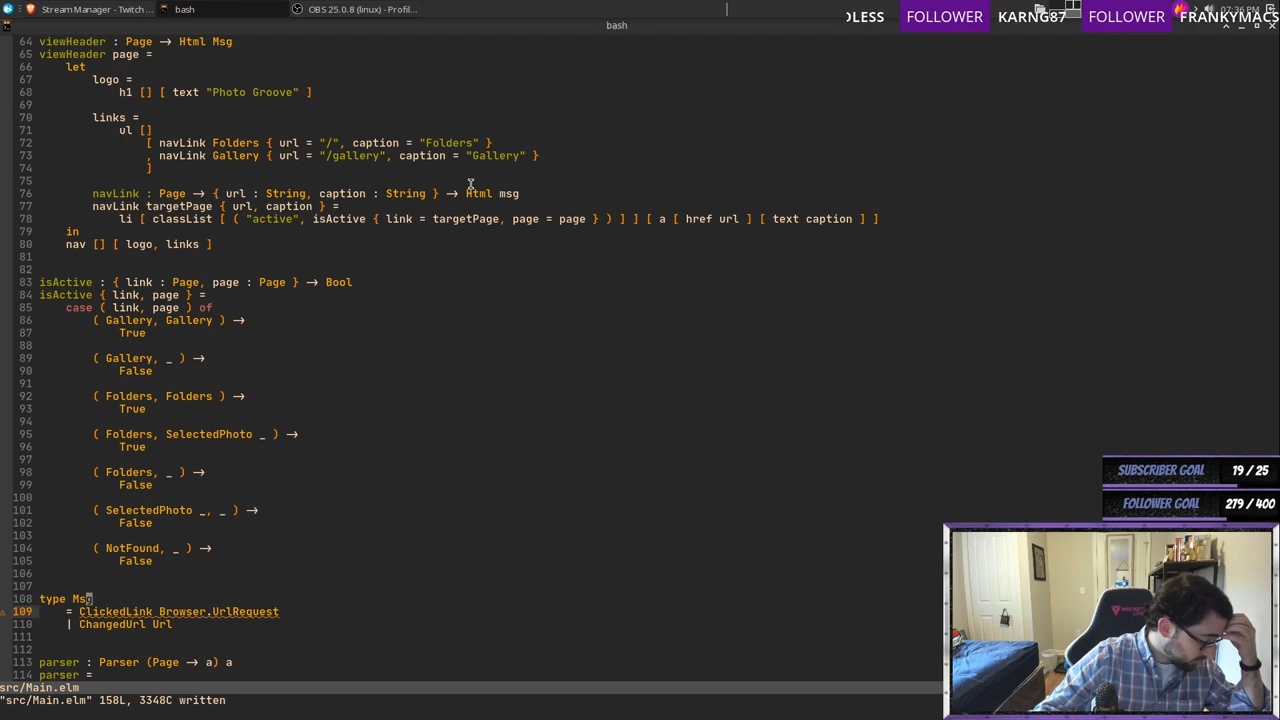 Stream Manager - Twitch ...
bash
OBS 25.0.8 (linux) - Profil...
07:36 PM
bash
DLESS FOLLOWER KARNG87 FOLLOWER FRANKYMACS
64 viewHeader : Page → Html Msg
65 viewHeader page =
66     let
67         logo =
68             h1 [] [ text "Photo Groove" ]
69
70         links =
71             ul []
72                 [ navLink Folders { url = "/", caption = "Folders" }
73                 , navLink Gallery { url = "/gallery", caption = "Gallery" }
74                 ]
75
76         navLink : Page → { url : String, caption : String } → Html msg
77         navLink targetPage { url, caption } =
78             li [ classList [ ( "active", isActive { link = targetPage, page = page } ) ] ] [ a [ href url ] [ text caption ] ]
79     in
80     nav [] [ logo, links ]
81
82
83 isActive : { link : Page, page : Page } → Bool
84 isActive { link, page } =
85     case ( link, page ) of
86         ( Gallery, Gallery ) →
87             True
88
89         ( Gallery, _ ) →
90             False
91
92         ( Folders, Folders ) →
93             True
94
95         ( Folders, SelectedPhoto _ ) →
96             True
97
98         ( Folders, _ ) →
99             False
100
101         ( SelectedPhoto _, _ ) →
102             False
103
104         ( NotFound, _ ) →
105             False
106
107
108 type Msg
109     = ClickedLink Browser.UrlRequest
110     | ChangedUrl Url
111
112
113 parser : Parser (Page → a) a
114 parser =
src/Main.elm
"src/Main.elm" 158L, 3348C written
SUBSCRIBER GOAL 19 / 25
FOLLOWER GOAL 279 / 400